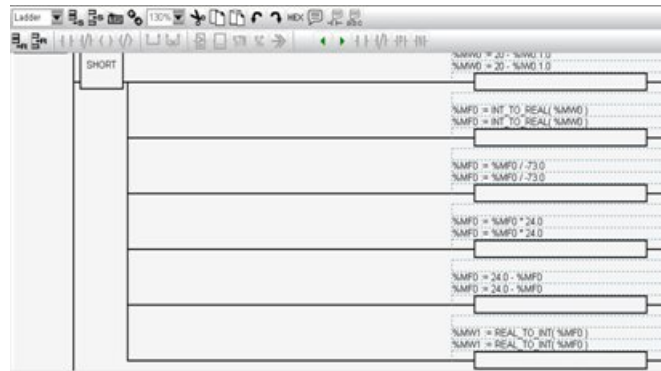 Ladder
130%
HEX
SHORT
%MW0 := 20 - %IW0.1.0
%MW0 := 20 - %IW0.1.0
%MF0 := INT_TO_REAL( %MW0 )
%MF0 := INT_TO_REAL( %MW0 )
%MF0 := %MF0 / -73.0
%MF0 := %MF0 / -73.0
%MF0 := %MF0 * 24.0
%MF0 := %MF0 * 24.0
%MF0 := 24.0 - %MF0
%MF0 := 24.0 - %MF0
%MW1 := REAL_TO_INT( %MF0 )
%MW1 := REAL_TO_INT( %MF0 )